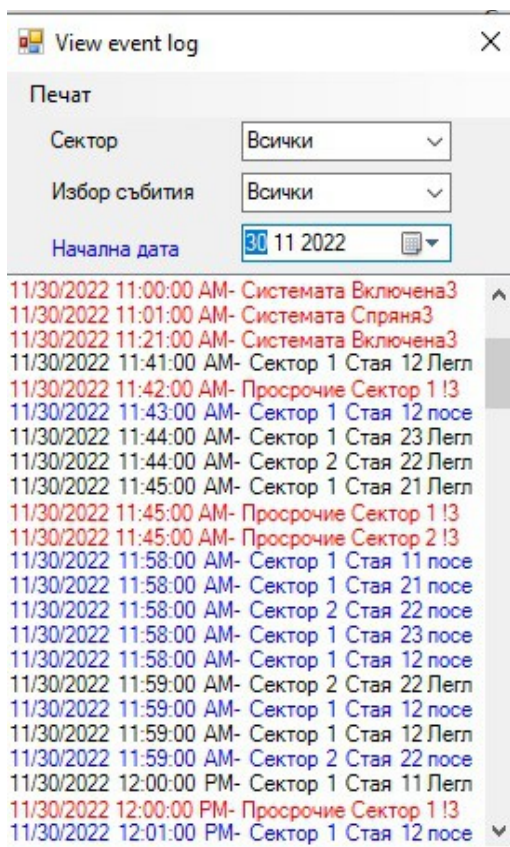 View event log
Печат
Сектор Всички
Избор събития Всички
Начална дата 30 11 2022
11/30/2022 11:00:00 AM- Системата Включена3
11/30/2022 11:01:00 AM- Системата Спряна3
11/30/2022 11:21:00 AM- Системата Включена3
11/30/2022 11:41:00 AM- Сектор 1 Стая 12 Легл
11/30/2022 11:42:00 AM- Просрочие Сектор 1 !3
11/30/2022 11:43:00 AM- Сектор 1 Стая 12 посе
11/30/2022 11:44:00 AM- Сектор 1 Стая 23 Легл
11/30/2022 11:44:00 AM- Сектор 2 Стая 22 Легл
11/30/2022 11:45:00 AM- Сектор 1 Стая 21 Легл
11/30/2022 11:45:00 AM- Просрочие Сектор 1 !3
11/30/2022 11:45:00 AM- Просрочие Сектор 2 !3
11/30/2022 11:58:00 AM- Сектор 1 Стая 11 посе
11/30/2022 11:58:00 AM- Сектор 1 Стая 21 посе
11/30/2022 11:58:00 AM- Сектор 2 Стая 22 посе
11/30/2022 11:58:00 AM- Сектор 1 Стая 23 посе
11/30/2022 11:58:00 AM- Сектор 1 Стая 12 посе
11/30/2022 11:59:00 AM- Сектор 2 Стая 22 Легл
11/30/2022 11:59:00 AM- Сектор 1 Стая 12 посе
11/30/2022 11:59:00 AM- Сектор 1 Стая 12 Легл
11/30/2022 11:59:00 AM- Сектор 2 Стая 22 посе
11/30/2022 12:00:00 PM- Сектор 1 Стая 11 Легл
11/30/2022 12:00:00 PM- Просрочие Сектор 1 !3
11/30/2022 12:01:00 PM- Сектор 1 Стая 12 посе